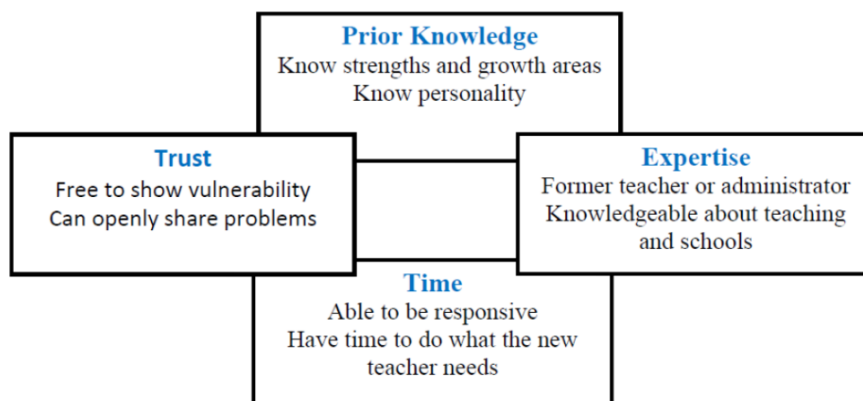 Prior Knowledge
Know strengths and growth areas
Know personality
Trust
Free to show vulnerability
Can openly share problems
Expertise
Former teacher or administrator
Knowledgeable about teaching
and schools
Time
Able to be responsive
Have time to do what the new
teacher needs